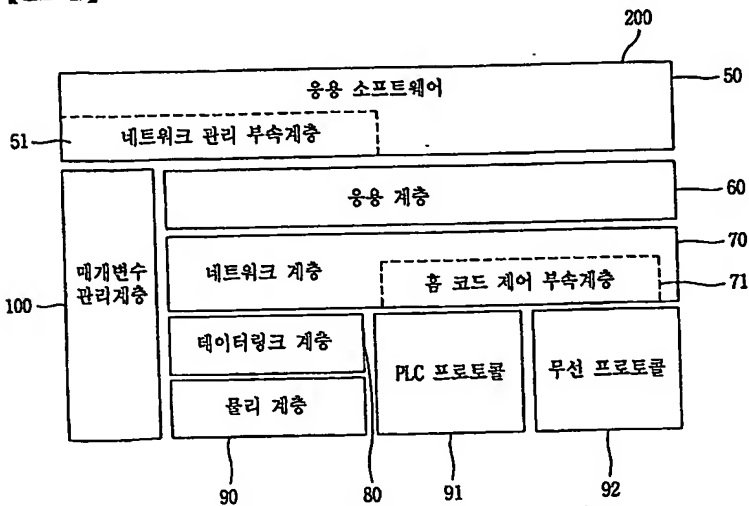 200
응용 소프트웨어
50
51
네트워크 관리 부속계층
응용 계층
60
70
매개변수
관리계층
네트워크 계층
홈 코드 제어 부속계층
71
100
데이터링크 계층
PLC 프로토콜
무선 프로토콜
물리 계층
90
80
91
92